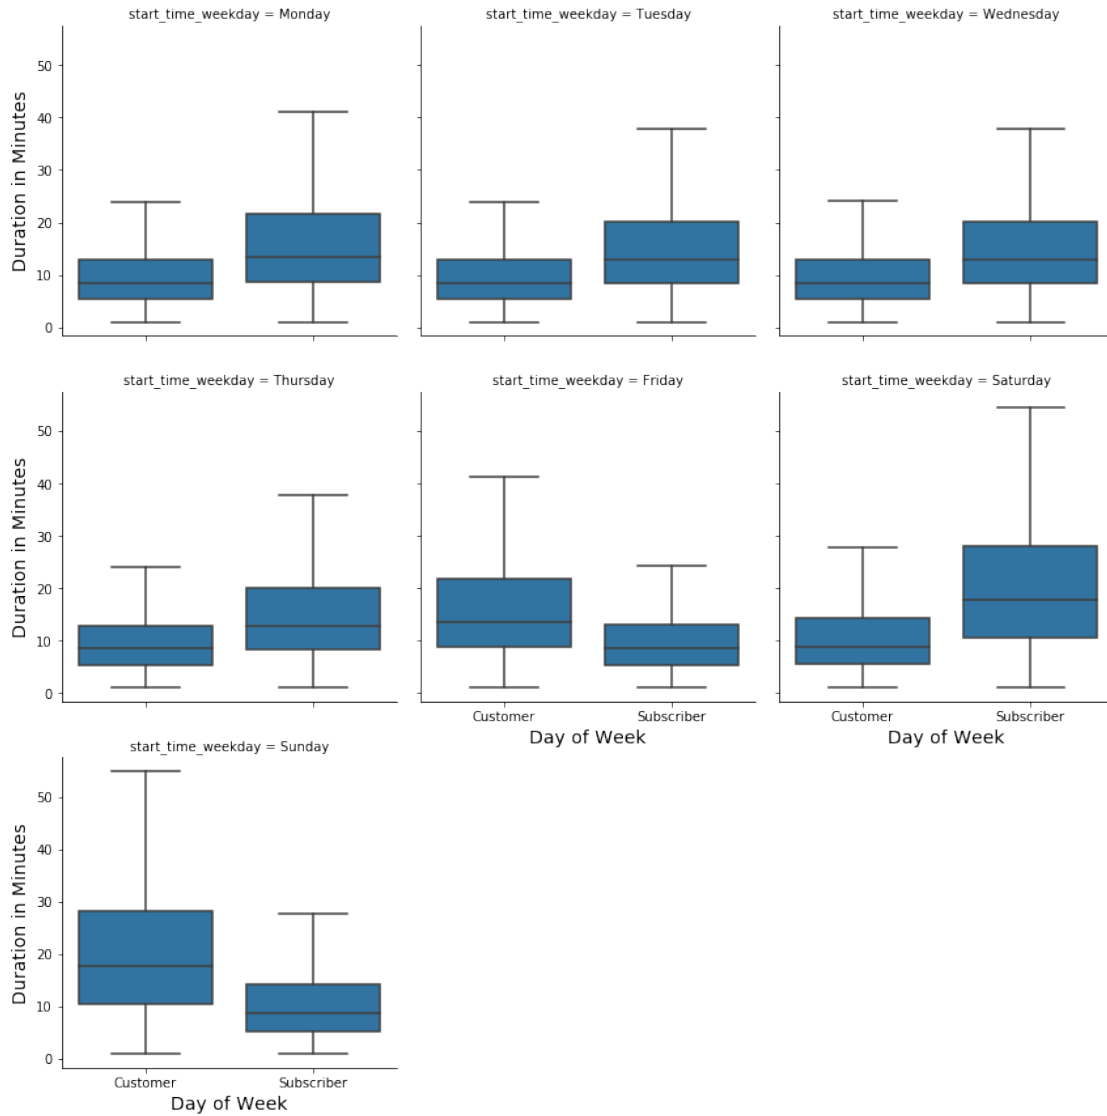 start_time_weekday = Monday
start_time_weekday = Tuesday
start_time_weekday = Wednesday
Duration in Minutes
50
40
30
20
10
0
start_time_weekday = Thursday
start_time_weekday = Friday
start_time_weekday = Saturday
Duration in Minutes
50
40
30
20
10
0
Customer
Subscriber
Day of Week
Customer
Subscriber
Day of Week
start_time_weekday = Sunday
Duration in Minutes
50
40
30
20
10
0
Customer
Subscriber
Day of Week